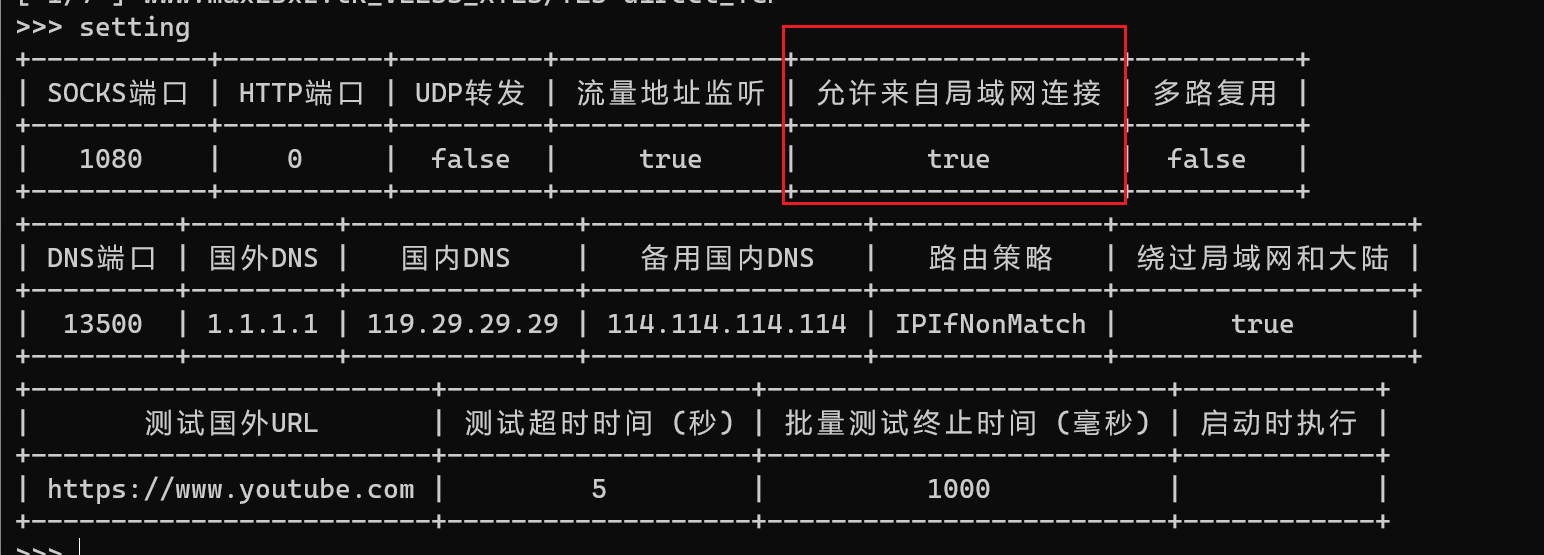 >>> setting
+-----------+----------+---------+--------------+--------------------+----------+
| SOCKS端口 | HTTP端口 | UDP转发 | 流量地址监听 | 允许来自局域网连接 | 多路复用 |
+-----------+----------+---------+--------------+--------------------+----------+
| 1080 | 0 | false | true | true | false |
+-----------+----------+---------+--------------+--------------------+----------+
+---------+---------+--------------+-----------------+--------------+------------------+
| DNS端口 | 国外DNS | 国内DNS | 备用国内DNS | 路由策略 | 绕过局域网和大陆 |
+---------+---------+--------------+-----------------+--------------+------------------+
| 13500 | 1.1.1.1 | 119.29.29.29 | 114.114.114.114 | IPIfNonMatch | true |
+---------+---------+--------------+-----------------+--------------+------------------+
+-------------------------+-------------------+-------------------------+------------+
| 测试国外URL | 测试超时时间 (秒) | 批量测试终止时间 (毫秒) | 启动时执行 |
+-------------------------+-------------------+-------------------------+------------+
| https://www.youtube.com | 5 | 1000 | |
+-------------------------+-------------------+-------------------------+------------+
>>>